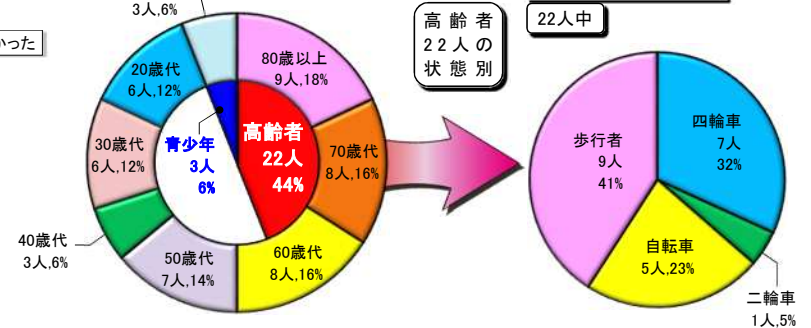 3人,6%
かった
20歳代
6人,12%
80歳以上
9人,18%
30歳代
6人,12%
青少年
3人
6%
高齢者
22人
44%
70歳代
8人,16%
40歳代
3人,6%
50歳代
7人,14%
60歳代
8人,16%
高齢者
22人の
状態別
22人中
歩行者
9人
41%
四輪車
7人
32%
自転車
5人,23%
二輪車
1人,5%